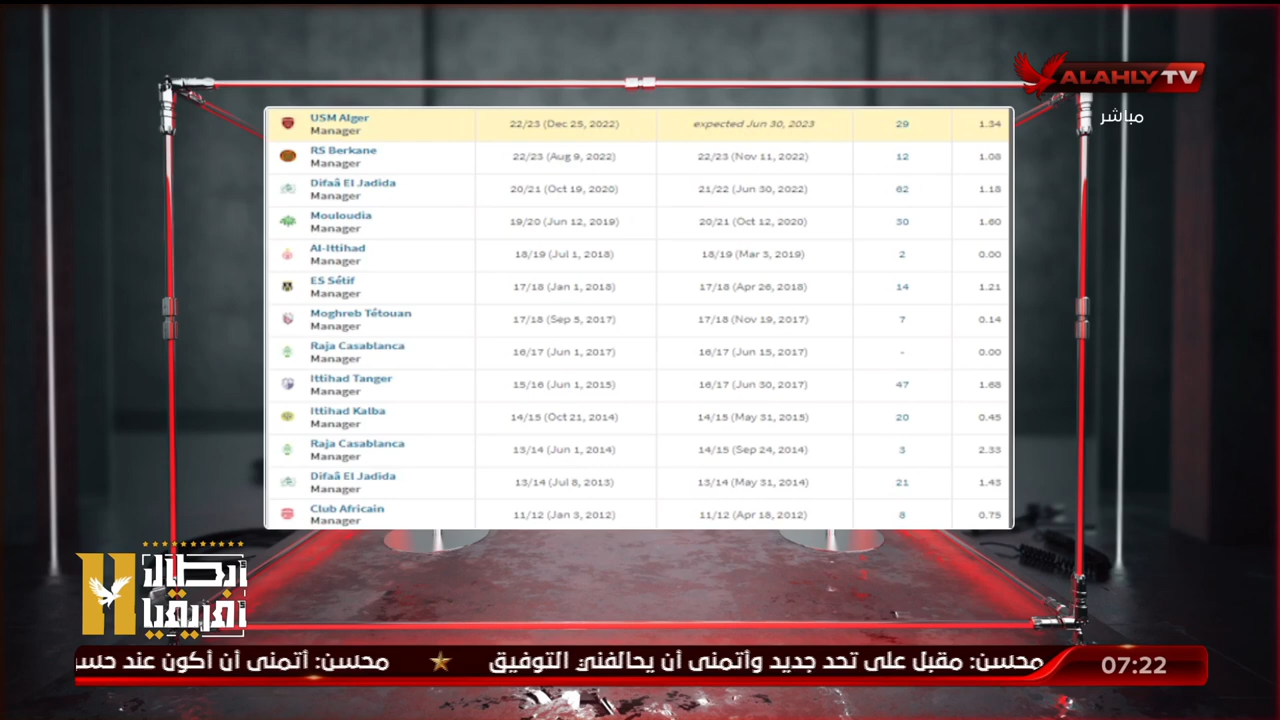 ALAHLY TV
مباشر
USM Alger
Manager
22/23 (Dec 25, 2022)
expected Jun 30, 2023
29
1.34
RS Berkane
Manager
22/23 (Aug 9, 2022)
22/23 (Nov 11, 2022)
12
1.08
Difaâ El Jadida
Manager
20/21 (Oct 19, 2020)
21/22 (Jun 30, 2022)
62
1.18
Mouloudia
Manager
19/20 (Jun 12, 2019)
20/21 (Oct 12, 2020)
30
1.60
Al-Ittihad
Manager
18/19 (Jul 1, 2018)
18/19 (Mar 3, 2019)
2
0.00
ES Sétif
Manager
17/18 (Jan 1, 2018)
17/18 (Apr 26, 2018)
14
1.21
Moghreb Tétouan
Manager
17/18 (Sep 5, 2017)
17/18 (Nov 19, 2017)
7
0.14
Raja Casablanca
Manager
16/17 (Jun 1, 2017)
16/17 (Jun 15, 2017)
-
0.00
Ittihad Tanger
Manager
15/16 (Jun 1, 2015)
16/17 (Jun 30, 2017)
47
1.68
Ittihad Kalba
Manager
14/15 (Oct 21, 2014)
14/15 (May 31, 2015)
20
0.45
Raja Casablanca
Manager
13/14 (Jun 1, 2014)
14/15 (Sep 24, 2014)
3
2.33
Difaâ El Jadida
Manager
13/14 (Jul 8, 2013)
13/14 (May 31, 2014)
21
1.43
Club Africain
Manager
11/12 (Jan 3, 2012)
11/12 (Apr 18, 2012)
8
0.75
أبطال
أفريقيا
11
محسن: مقبل على تحد جديد وأتمنى أن يحالفني التوفيق ★ محسن: أتمنى أن أكون عند حسـ
07:22